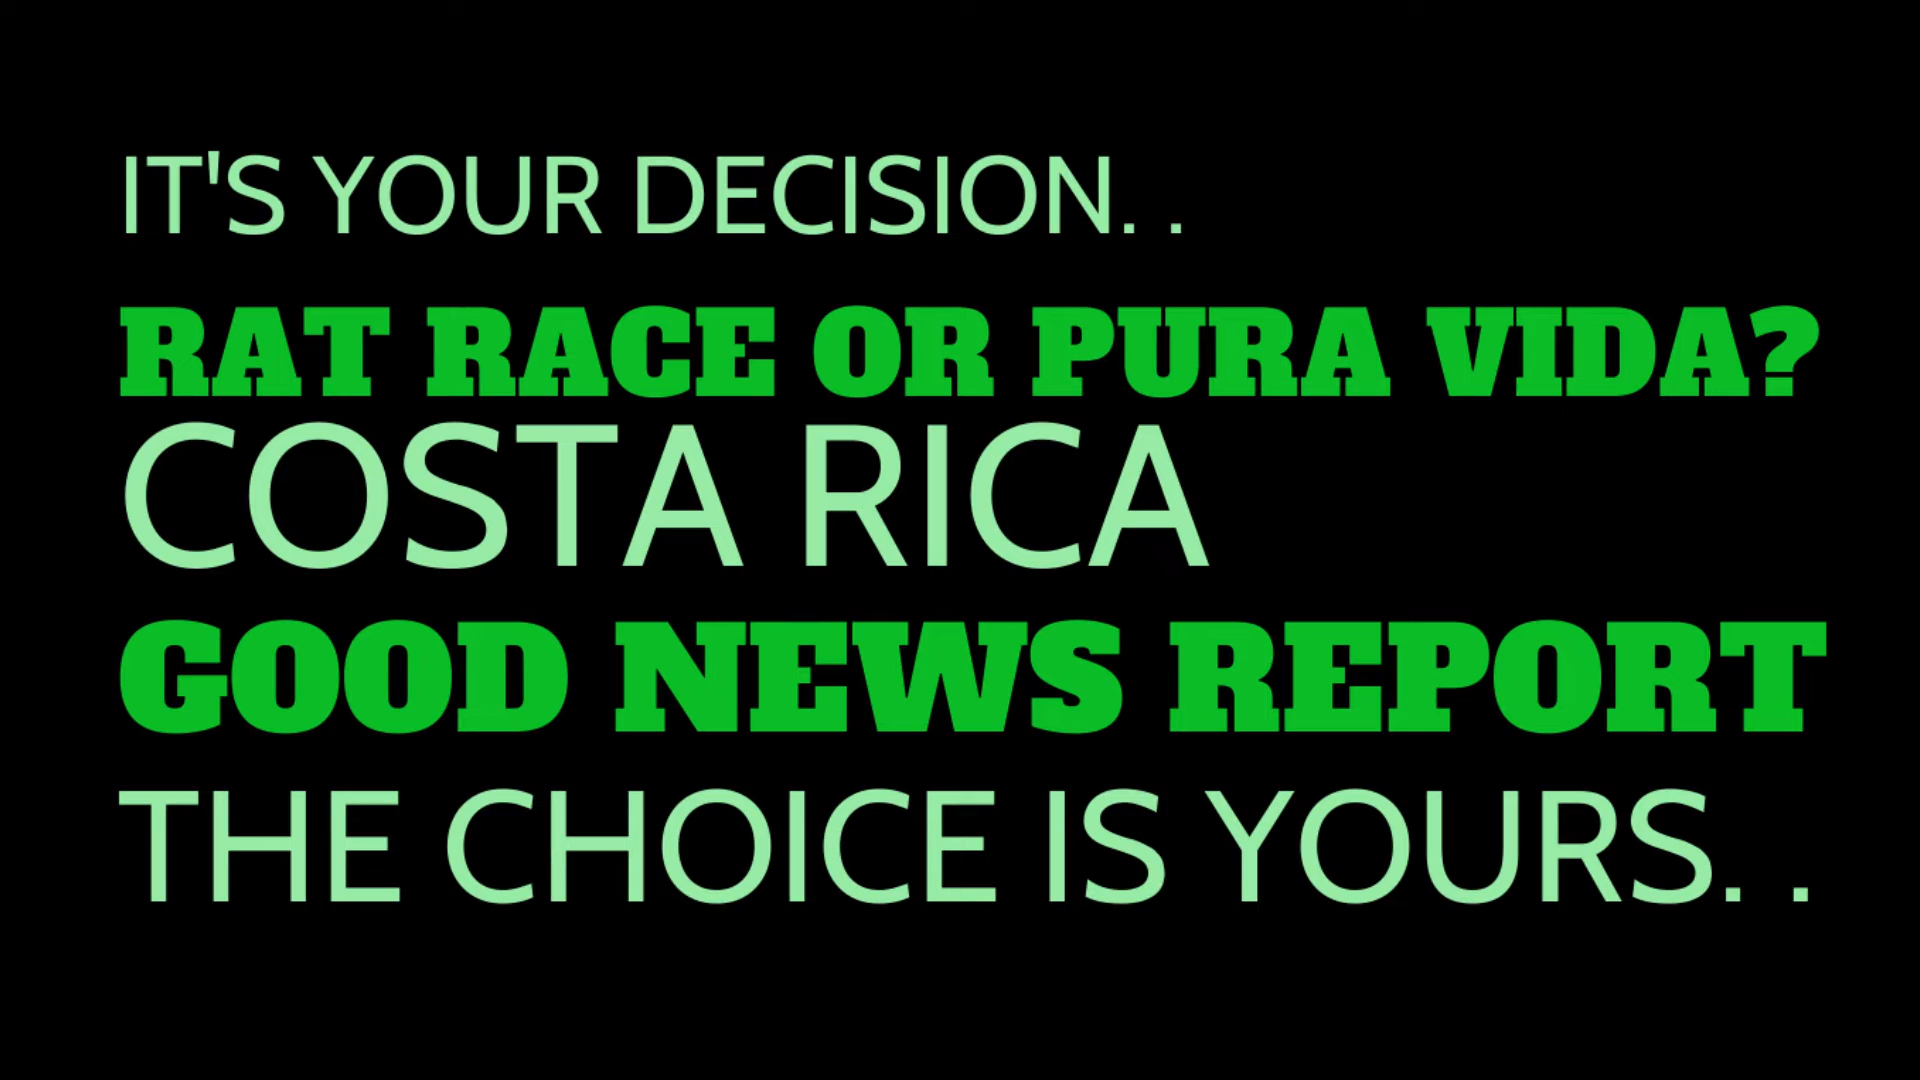 IT'S YOUR DECISION. .
RAT RACE OR PURA VIDA?
COSTA RICA
GOOD NEWS REPORT
THE CHOICE IS YOURS. .